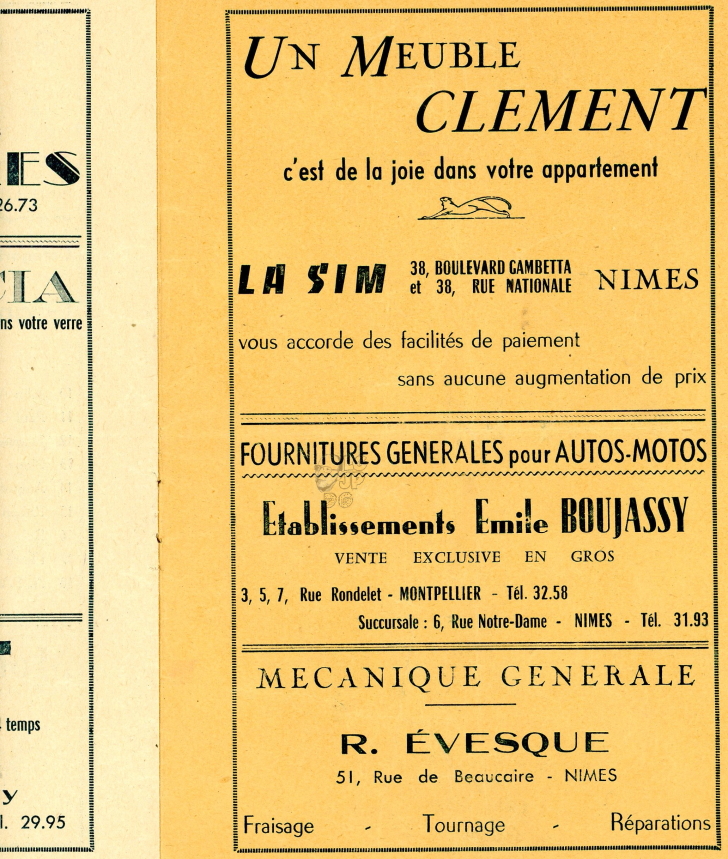 26.73
ns votre verre
temps
29.95
UN MEUBLE
CLEMENT
c'est de la joie dans votre appartement
LA SIM 38, BOULEVARD GAMBETTA NIMES
et 38, RUE NATIONALE
vous accorde des facilités de paiement
sans aucune augmentation de prix
FOURNITURES GENERALES pour AUTOS-MOTOS
Etablissements Emile BOUJASSY
VENTE EXCLUSIVE EN GROS
3, 5, 7, Rue Rondelet - MONTPELLIER - Tél. 32.58
Succursale : 6, Rue Notre-Dame - NIMES - Tél. 31.93
MECANIQUE GENERALE
R. ÉVESQUE
51, Rue de Beaucaire - NIMES
Fraisage - Tournage - Réparations